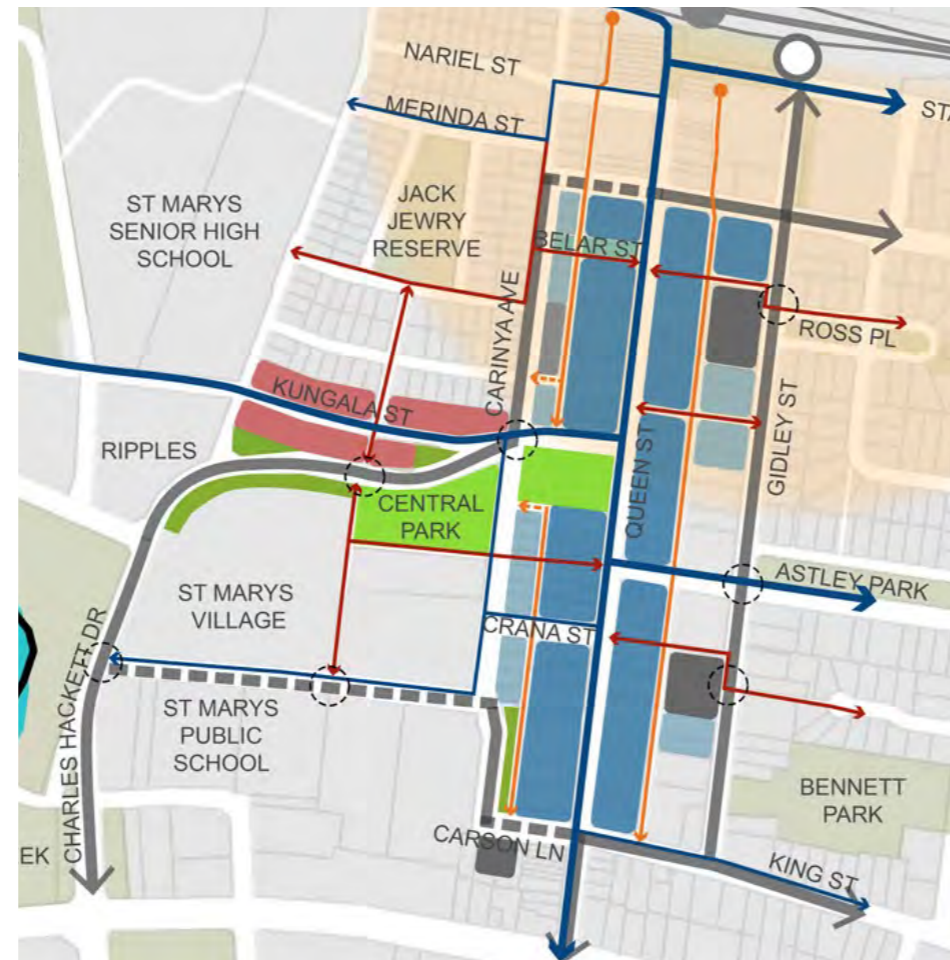 NARIEL ST
MERINDA ST
STA
ST MARYS
SENIOR HIGH
SCHOOL
JACK
JEWRY
RESERVE
BELAR ST
ROSS PL
CARINYA AVE
KUNGALA ST
GIDLEY ST
RIPPLES
QUEEN ST
CENTRAL
PARK
ASTLEY PARK
ST MARYS
VILLAGE
CRANA ST
CHARLES HACKETT DR
ST MARYS
PUBLIC
SCHOOL
BENNETT
PARK
CARSON LN
EK
KING ST